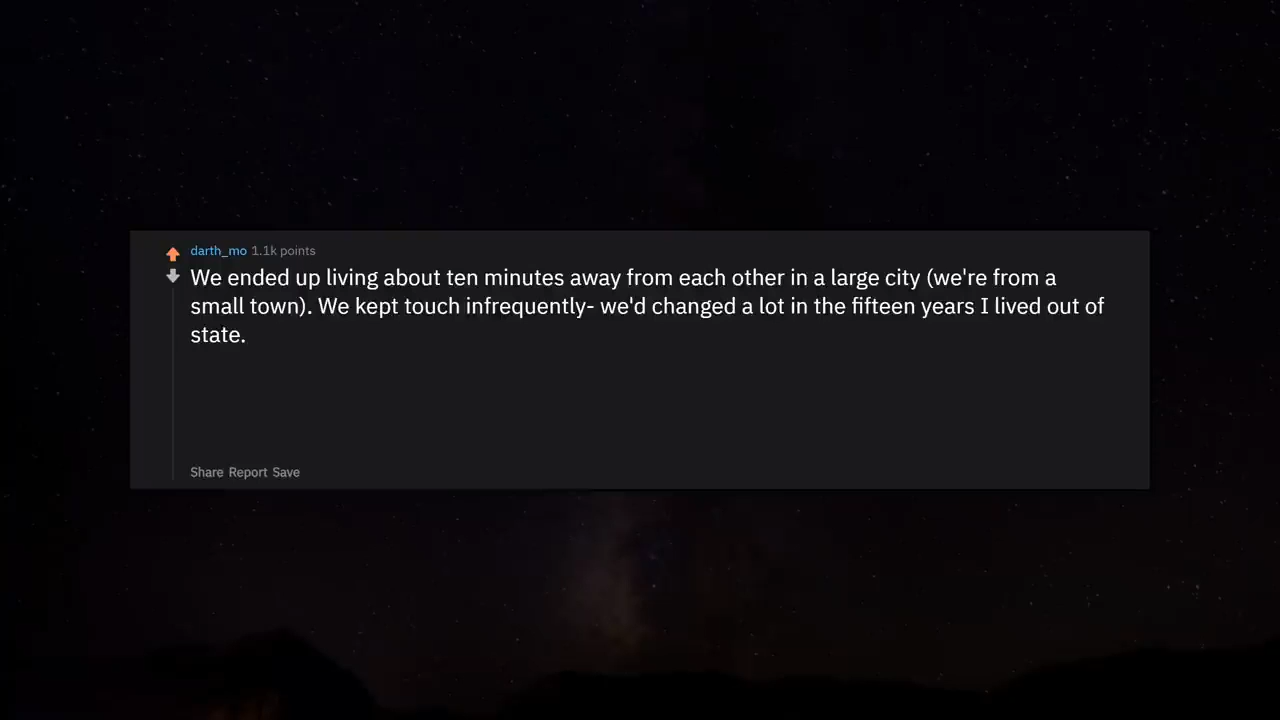 darth_mo 1.1k points
We ended up living about ten minutes away from each other in a large city (we're from a
small town). We kept touch infrequently- we'd changed a lot in the fifteen years I lived out of
state.
Share Report Save